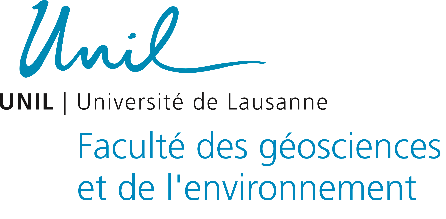 Unil
UNIL | Université de Lausanne
Faculté des géosciences
et de l'environnement